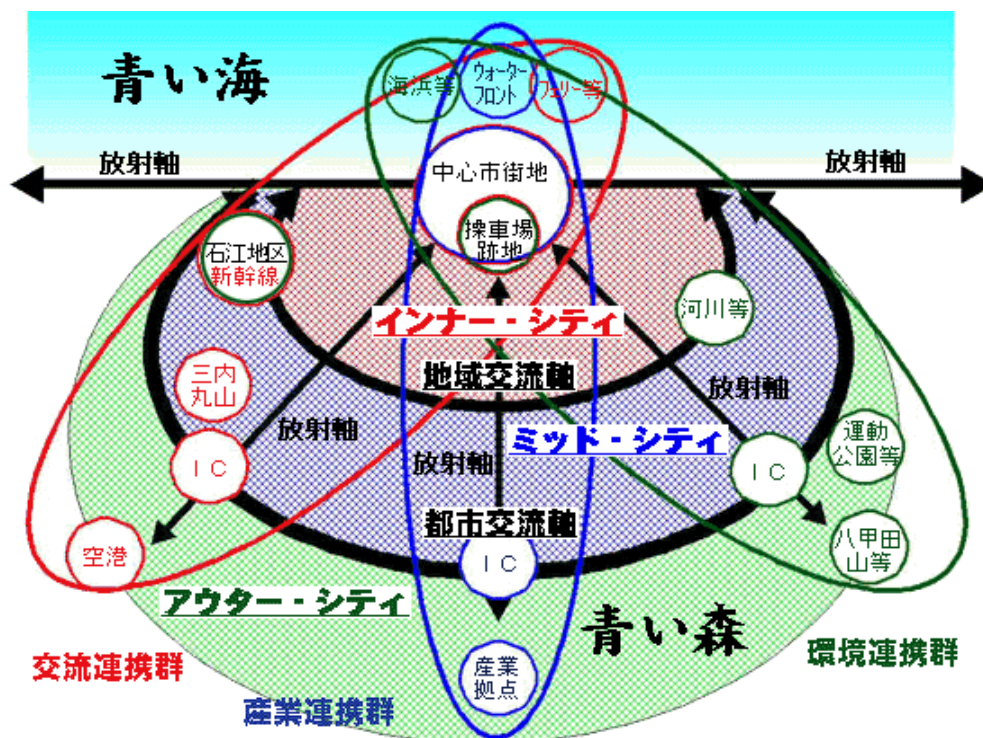 青い海
海浜等
ウォーター
フロント
フェリー等
放射軸
放射軸
中心市街地
操車場
跡地
石江地区
新幹線
河川等
インナー・シティ
地域交流軸
三内
丸山
放射軸
放射軸
放射軸
ミッド・シティ
運動
公園等
IC
IC
都市交流軸
空港
IC
八甲田
山等
アウター・シティ
青い森
交流連携群
産業
拠点
環境連携群
産業連携群